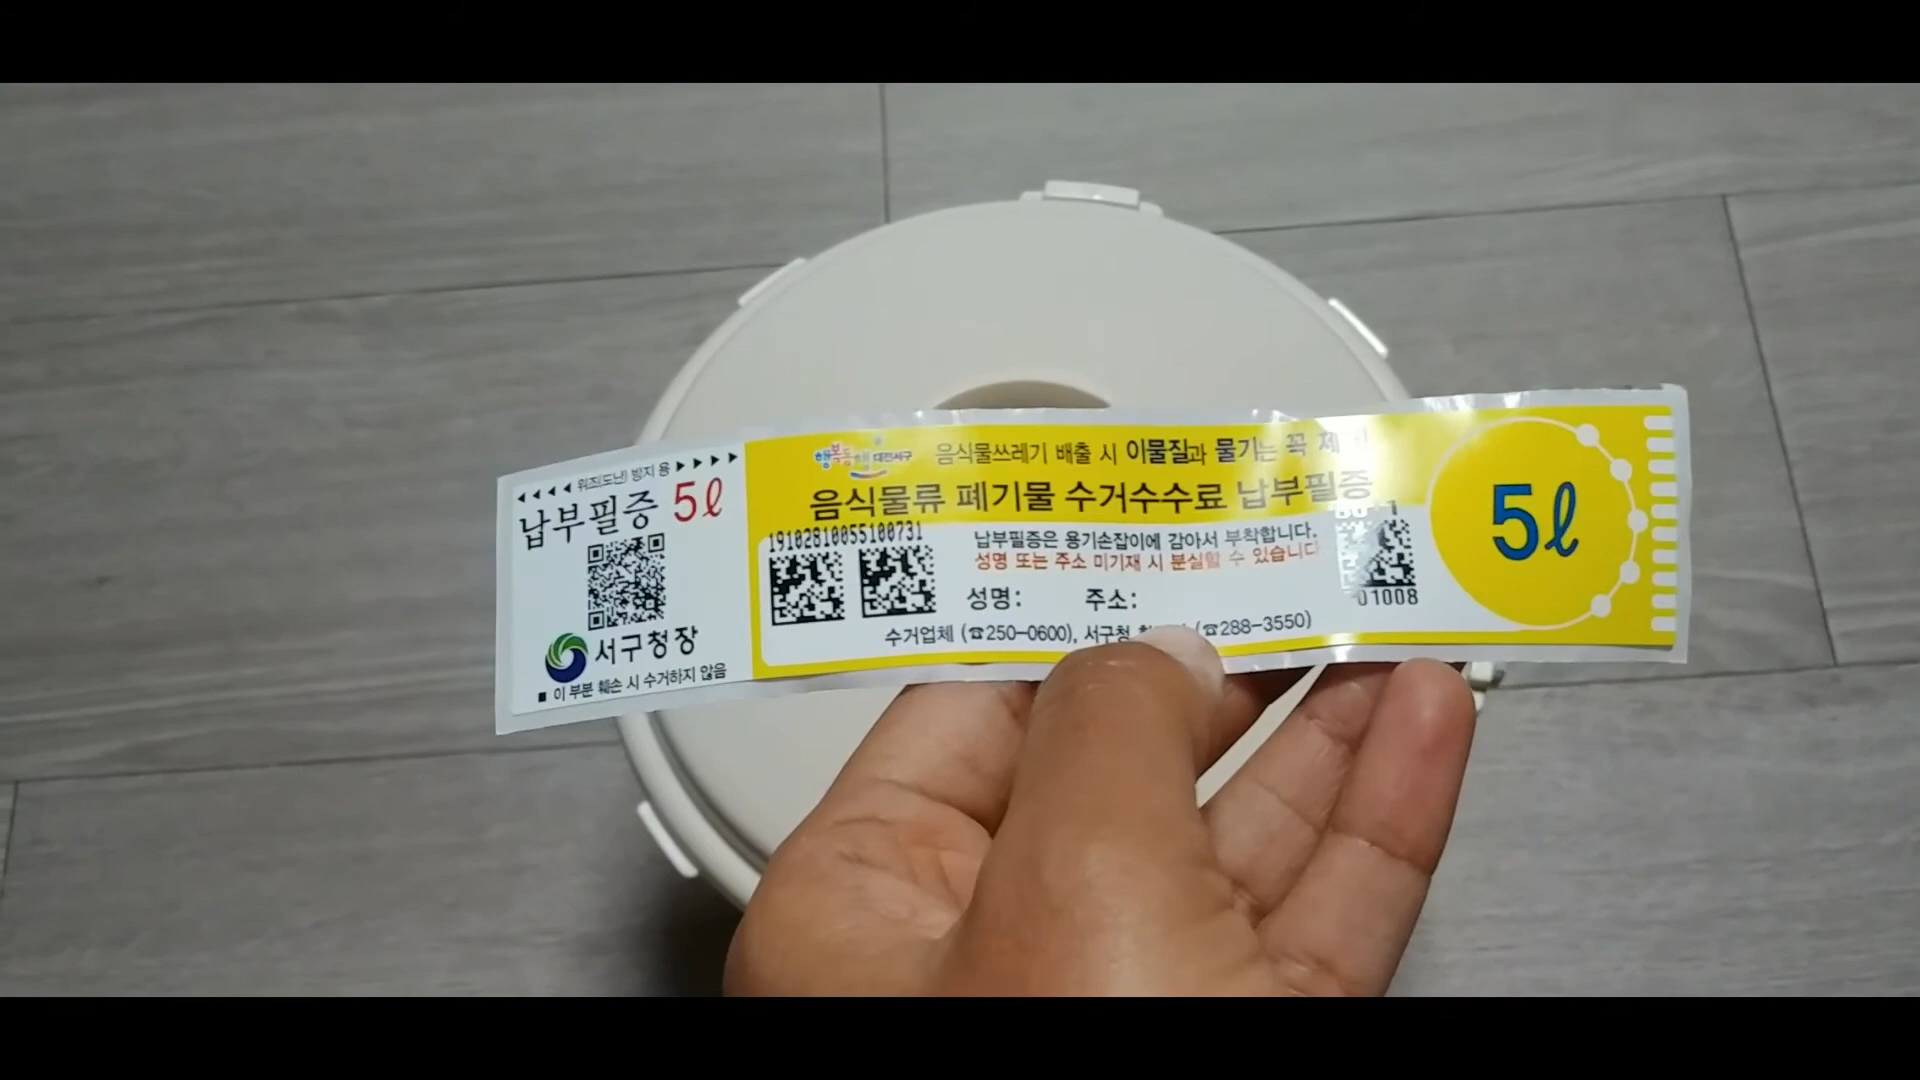 ◀◀◀◀ 위조(도난) 방지 용 ▶▶▶▶
납부필증 5ℓ
서구청장
■ 이 부분 훼손 시 수거하지 않음
행복동행 대전서구
음식물쓰레기 배출 시 이물질과 물기는 꼭
음식물류 폐기물 수거수수료 납부필증
19102810055100731
납부필증은 용기손잡이에 감아서 부착합니다.
성명 또는 주소 미기재 시 분실할 수 있습니다
성명: 주소:
수거업체 (☎250-0600), 서구청 (☎288-3550)
01008
5ℓ